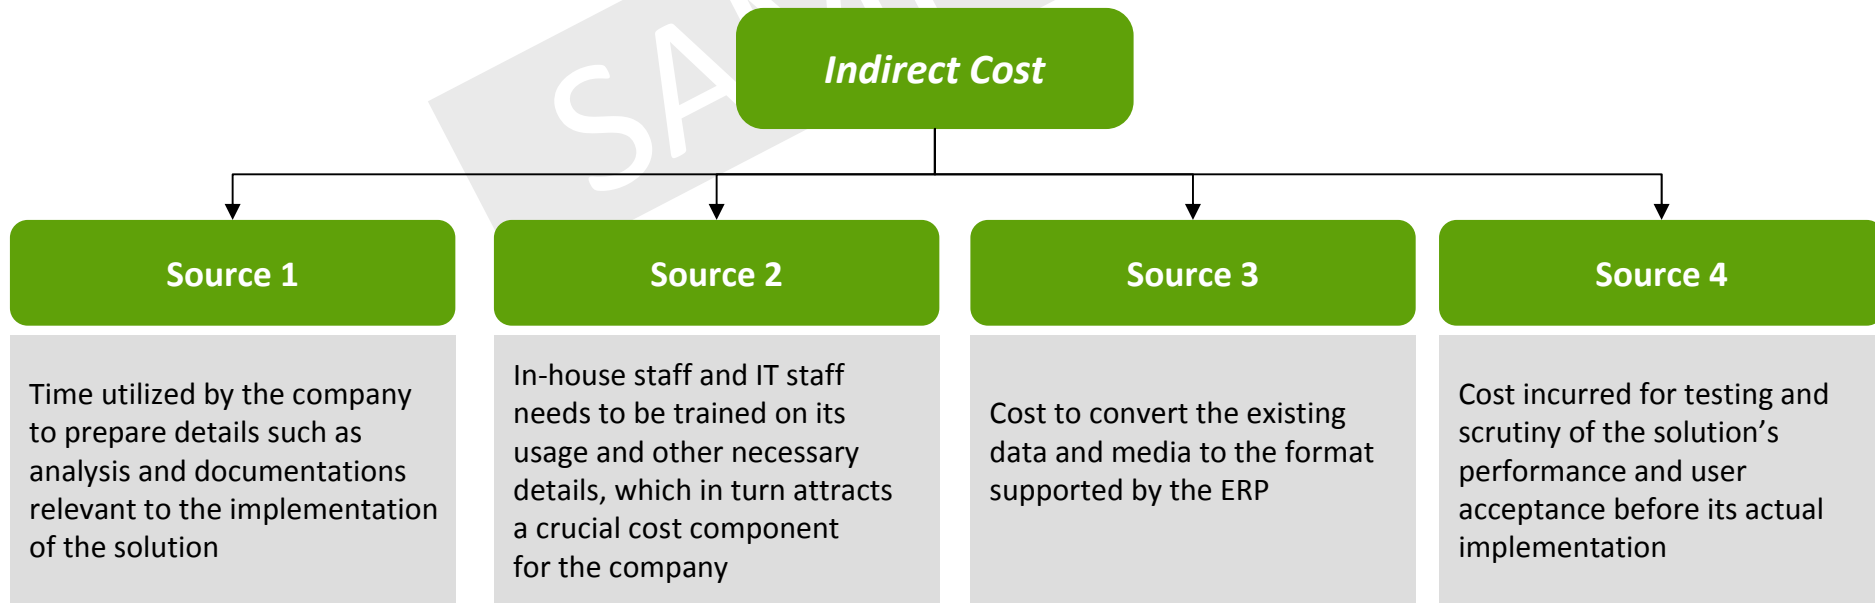 Indirect Cost
Source 1
Source 2
Source 3
Source 4
Time utilized by the company
to prepare details such as
analysis and documentations
relevant to the implementation
of the solution
In-house staff and IT staff
needs to be trained on its
usage and other necessary
details, which in turn attracts
a crucial cost component
for the company
Cost to convert the existing
data and media to the format
supported by the ERP
Cost incurred for testing and
scrutiny of the solution’s
performance and user
acceptance before its actual
implementation